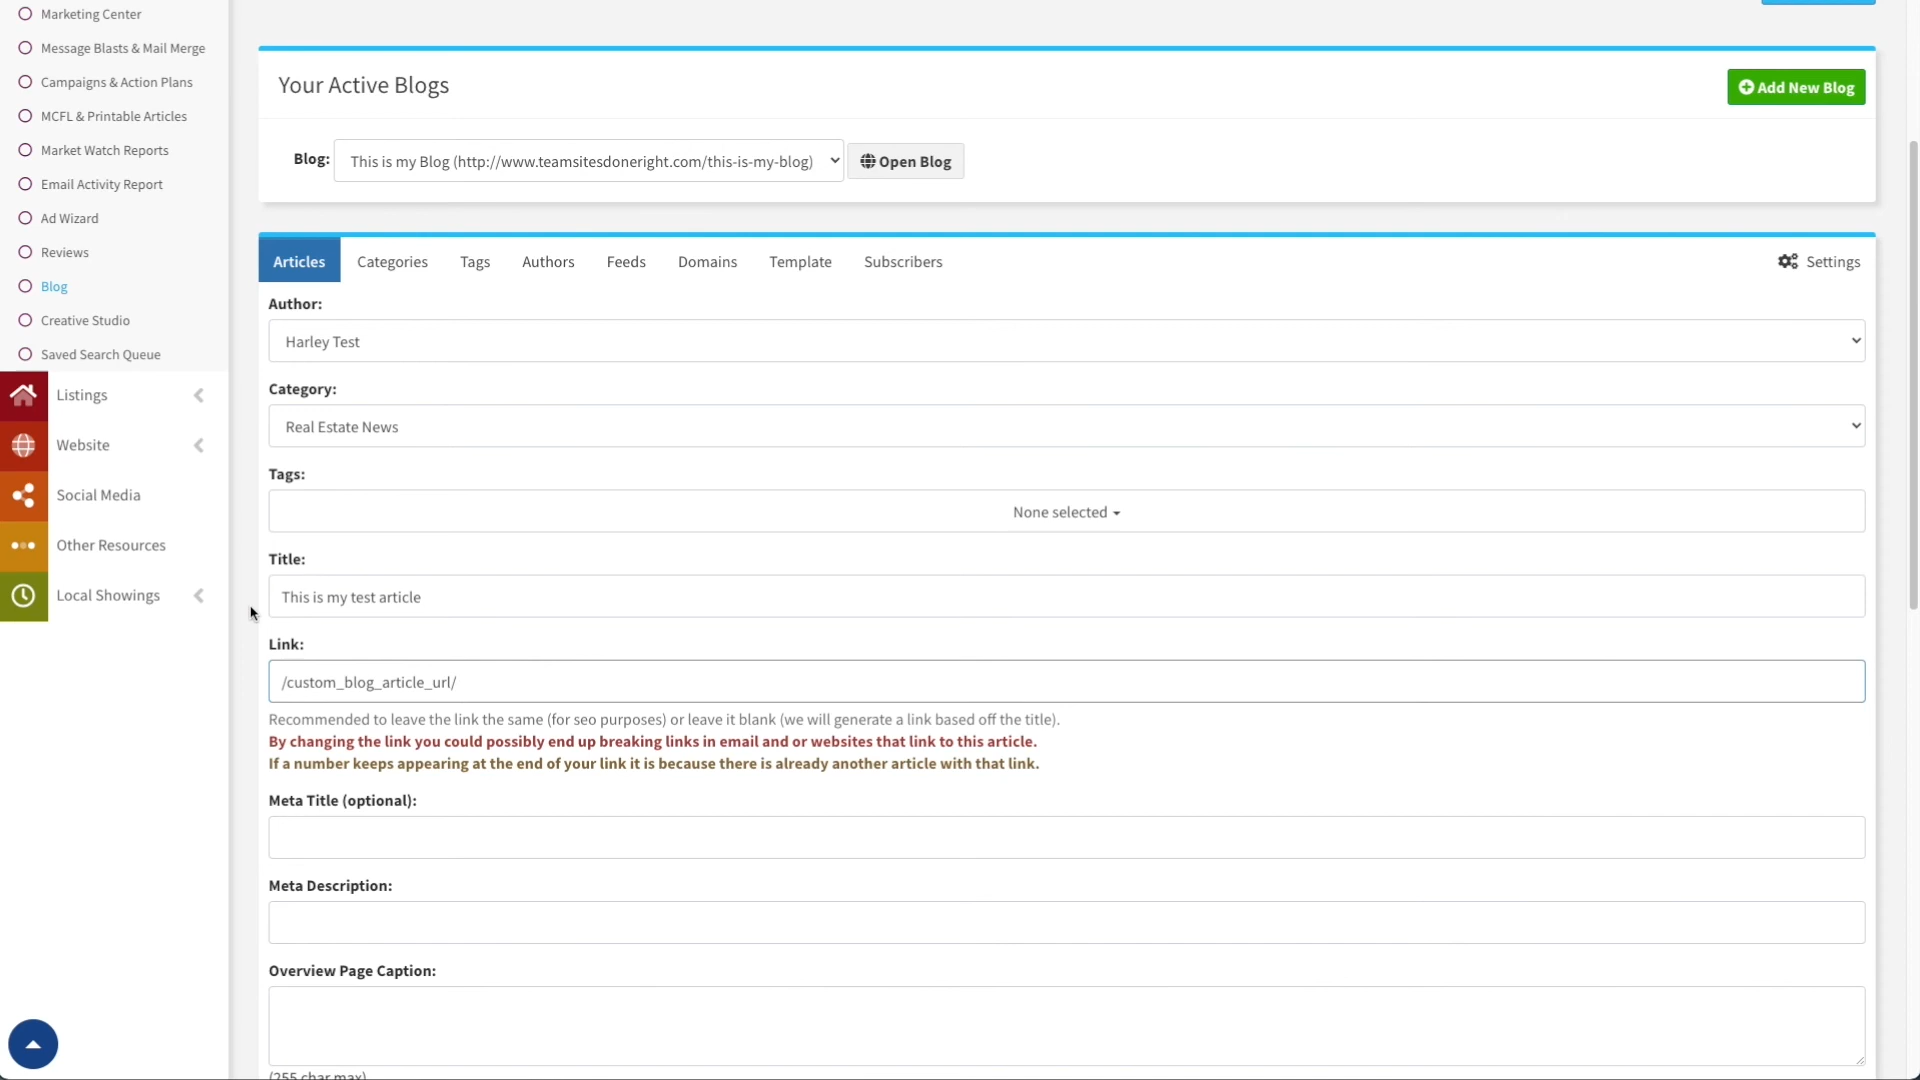 Marketing Center
Message Blasts & Mail Merge
Campaigns & Action Plans
MCFL & Printable Articles
Market Watch Reports
Email Activity Report
Ad Wizard
Reviews
Blog
Creative Studio
Saved Search Queue
Listings
Website
Social Media
Other Resources
Local Showings
Your Active Blogs
Add New Blog
Blog: This is my Blog (http://www.teamsitesdoneright.com/this-is-my-blog) Open Blog
Articles Categories Tags Authors Feeds Domains Template Subscribers Settings
Author:
Harley Test
Category:
Real Estate News
Tags:
None selected
Title:
This is my test article
Link:
/custom_blog_article_url/
Recommended to leave the link the same (for seo purposes) or leave it blank (we will generate a link based off the title).
By changing the link you could possibly end up breaking links in email and or websites that link to this article.
If a number keeps appearing at the end of your link it is because there is already another article with that link.
Meta Title (optional):
Meta Description:
Overview Page Caption:
(255 char max)